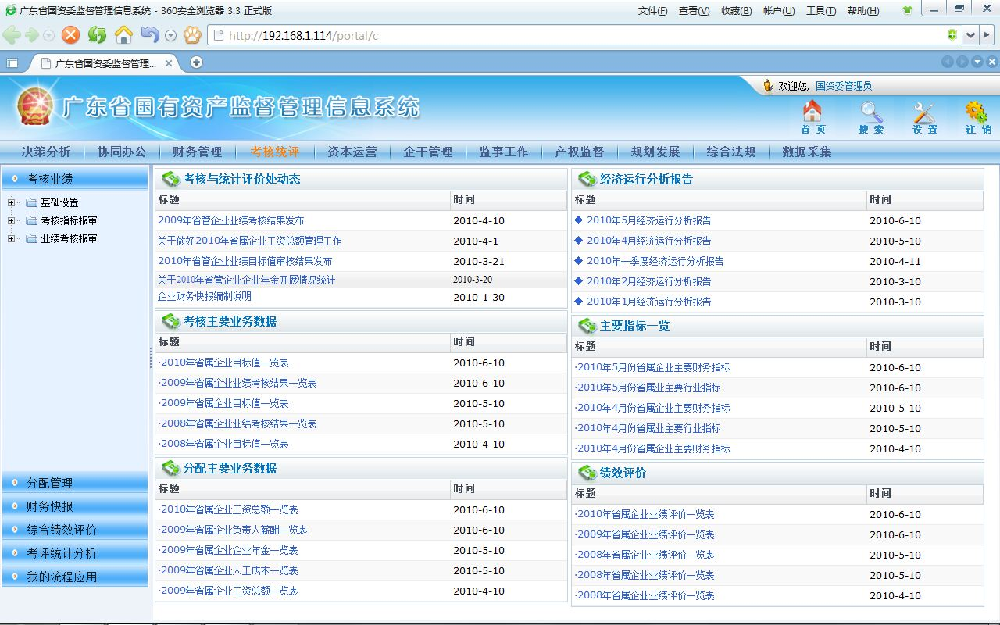 广东省国资委监督管理信息系统 - 360安全浏览器 3.3 正式版
文件(F) 查看(V) 收藏(B) 帐户(U) 工具(T) 帮助(H)
http://192.168.1.114/portal/c
广东省国资委监督管理...
欢迎您, 国资委管理员
广东省国有资产监督管理信息系统
首 页 搜 索 设 置 注 销
决策分析 协同办公 财务管理 考核统评 资本运营 企干管理 监事工作 产权监督 规划发展 综合法规 数据采集
考核业绩
基础设置
考核指标报审
业绩考核报审
分配管理
财务快报
综合绩效评价
考评统计分析
我的流程应用
考核与统计评价处动态
标题 时间
2009年省管企业业绩考核结果发布 2010-4-10
关于做好2010年省属企业工资总额管理工作 2010-4-1
2010年省管企业业绩目标值审核结果发布 2010-3-21
关于2010年省管企业企业年金开展情况统计 2010-3-20
企业财务快报编制说明 2010-1-30
考核主要业务数据
标题 时间
·2010年省属企业目标值一览表 2010-6-10
·2009年省属企业业绩考核结果一览表 2010-6-10
·2009年省属企业目标值一览表 2010-5-10
·2008年省属企业业绩考核结果一览表 2010-5-10
·2008年省属企业目标值一览表 2010-4-10
分配主要业务数据
标题 时间
·2010年省属企业工资总额一览表 2010-6-10
·2009年省属企业负责人薪酬一览表 2010-6-10
·2009年省属企业企业年金一览表 2010-5-10
·2009年省属企业人工成本一览表 2010-5-10
·2009年省属企业工资总额一览表 2010-4-10
经济运行分析报告
标题 时间
◆ 2010年5月经济运行分析报告 2010-6-10
◆ 2010年4月经济运行分析报告 2010-5-10
◆ 2010年一季度经济运行分析报告 2010-4-11
◆ 2010年2月经济运行分析报告 2010-3-10
◆ 2010年1月经济运行分析报告 2010-3-10
主要指标一览
标题 时间
·2010年5月份省属企业主要财务指标 2010-6-10
·2010年5月份省属业主要行业指标 2010-6-10
·2010年4月份省属企业主要财务指标 2010-5-10
·2010年4月份省属业主要行业指标 2010-5-10
·2010年4月份省属企业主要财务指标 2010-4-10
绩效评价
标题 时间
·2010年省属企业业绩评价一览表 2010-6-10
·2009年省属企业业绩评价一览表 2010-6-10
·2008年省属企业业绩评价一览表 2010-5-10
·2008年省属企业业绩评价一览表 2010-5-10
·2008年省属企业业绩评价一览表 2010-4-10